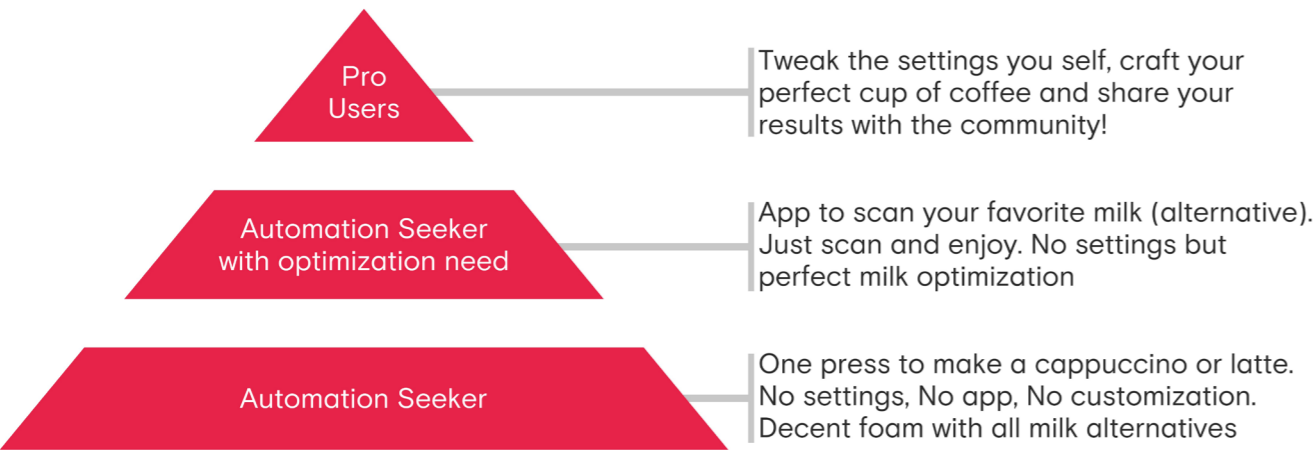 Pro
Users
Tweak the settings you self, craft your
perfect cup of coffee and share your
results with the community!
Automation Seeker
with optimization need
App to scan your favorite milk (alternative).
Just scan and enjoy. No settings but
perfect milk optimization
Automation Seeker
One press to make a cappuccino or latte.
No settings, No app, No customization.
Decent foam with all milk alternatives